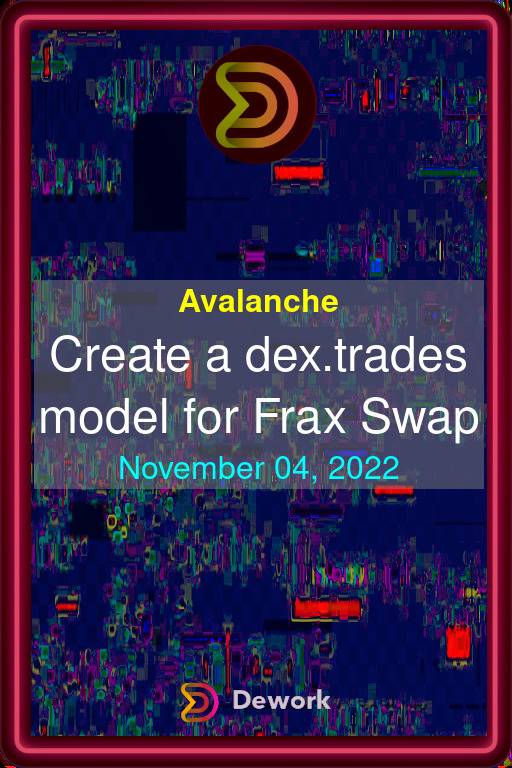 Avalanche
Create a dex.trades
model for Frax Swap
November 04, 2022
Dework